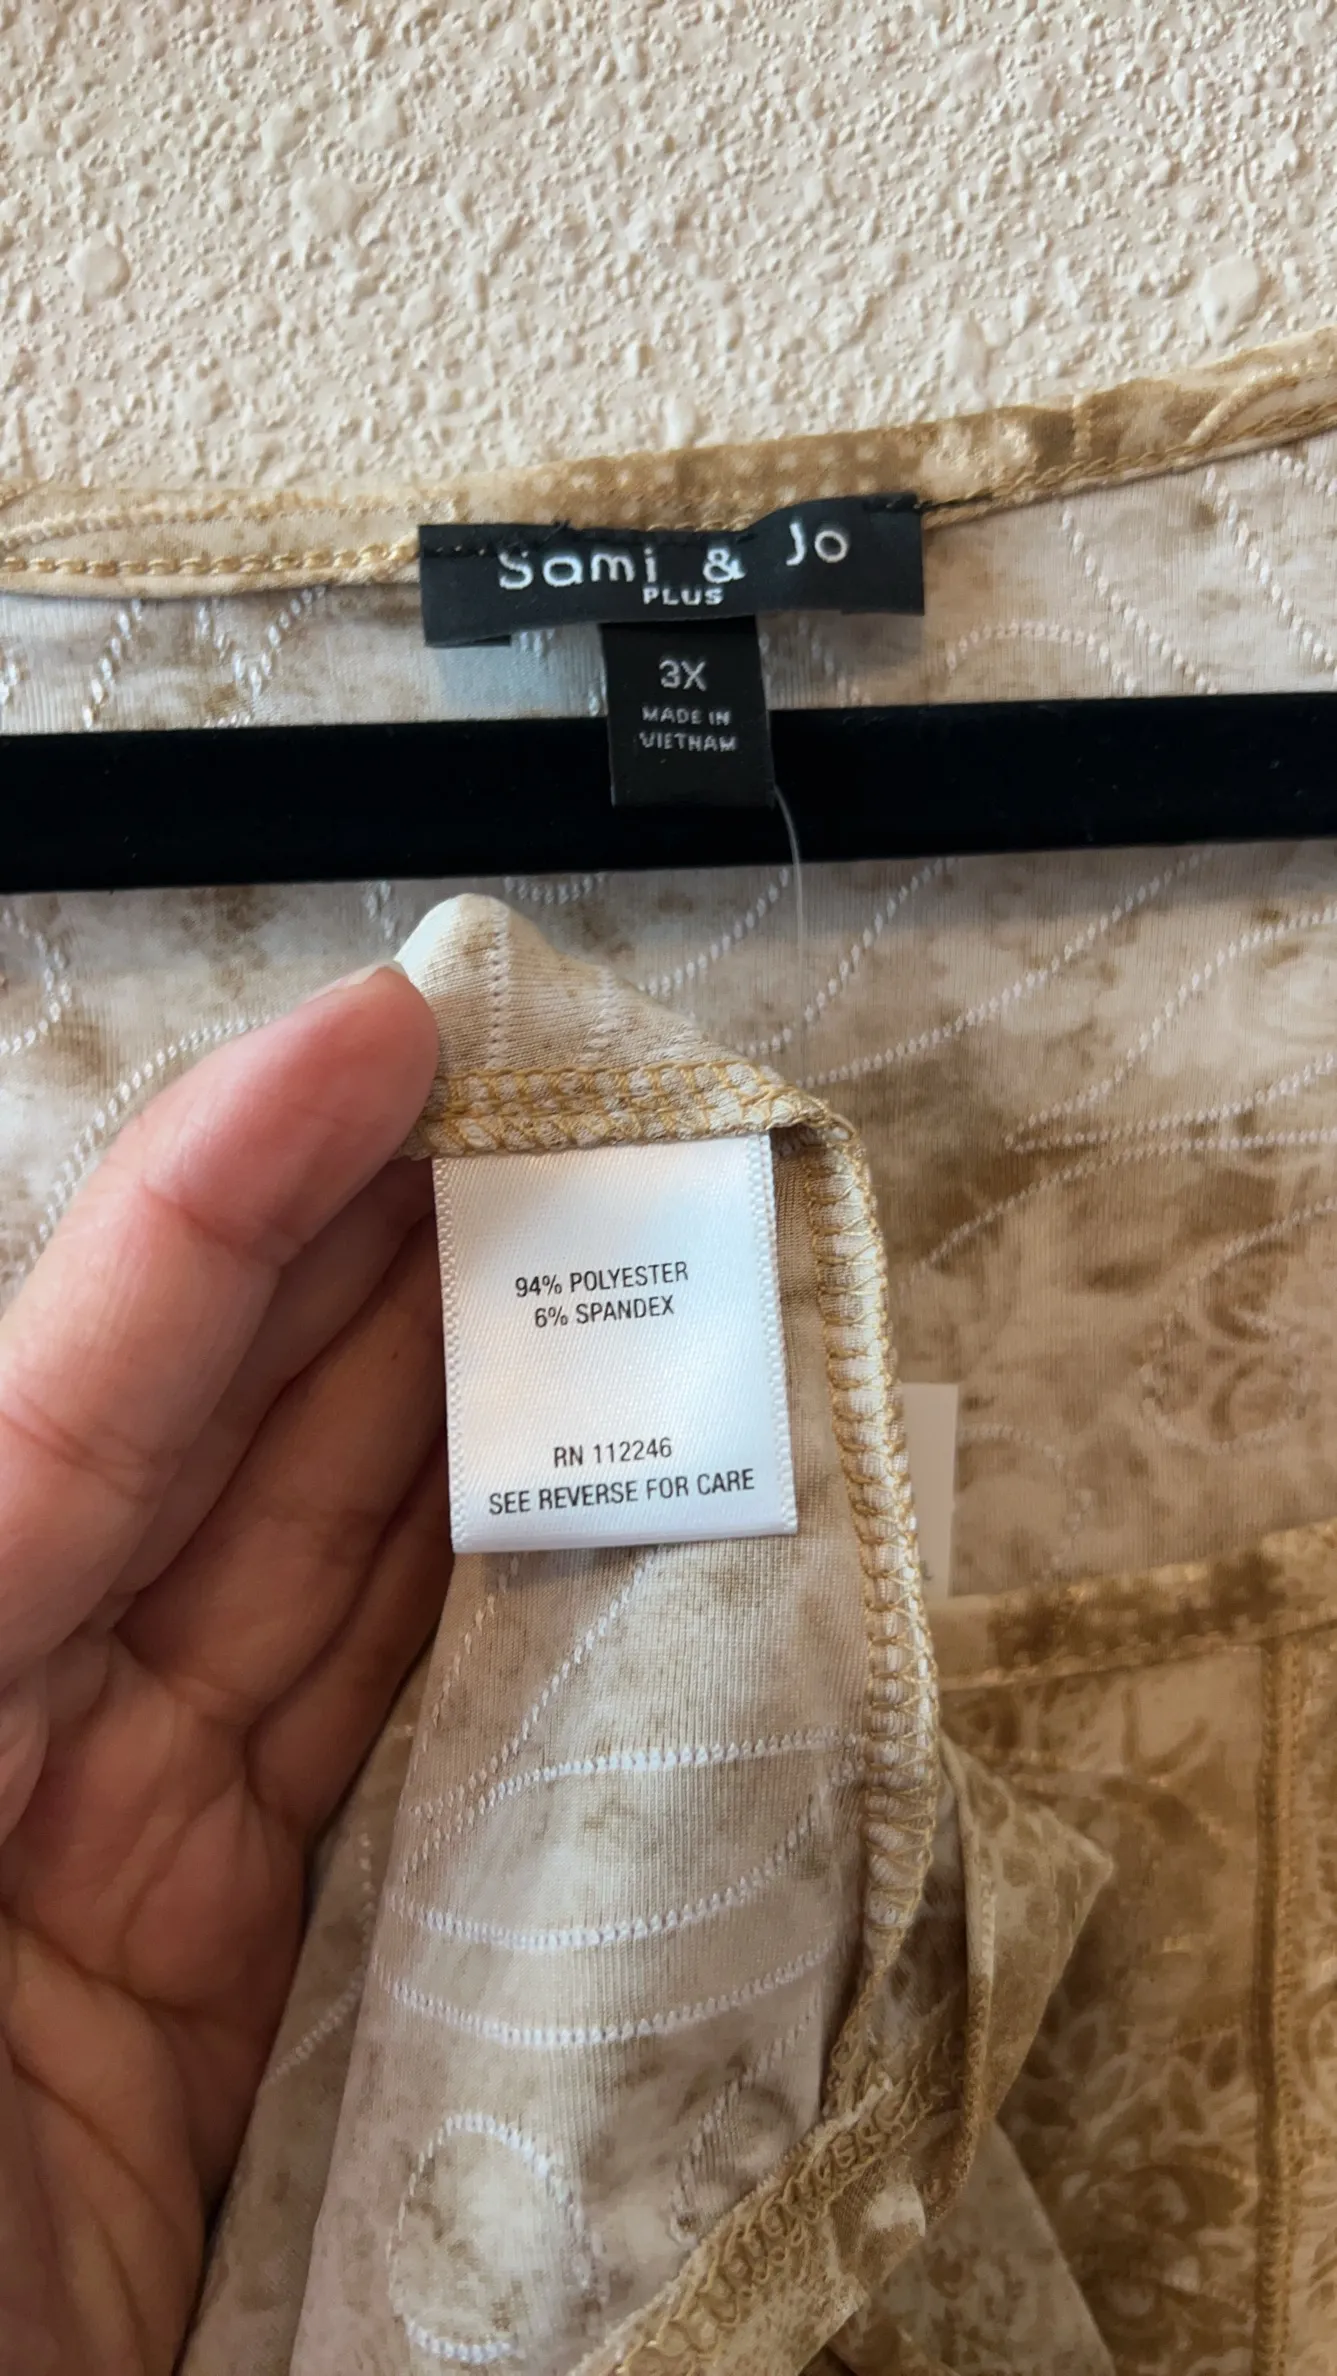 Sami & Jo
PLUS
3X
MADE IN
VIETNAM
94% POLYESTER
6% SPANDEX
RN 112246
SEE REVERSE FOR CARE